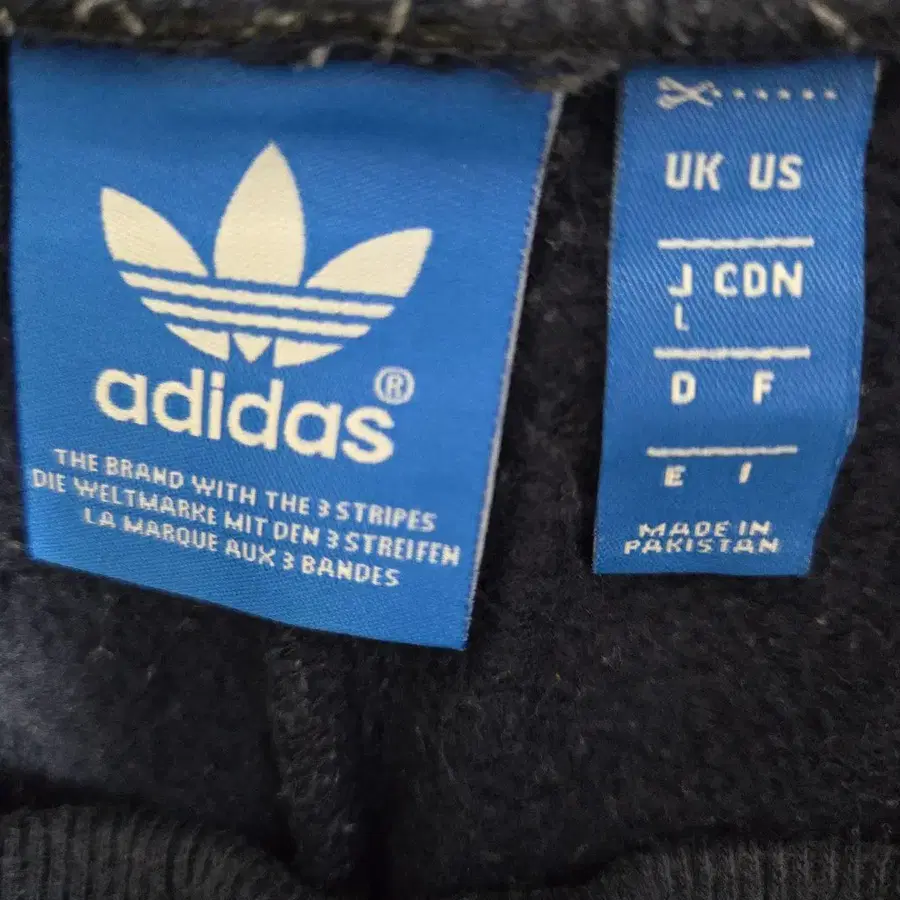 adidas®
THE BRAND WITH THE 3 STRIPES
DIE WELTMARKE MIT DEN 3 STREIFEN
LA MARQUE AUX 3 BANDES
UK US
J CDN
L
D F
E I
MADE IN
PAKISTAN